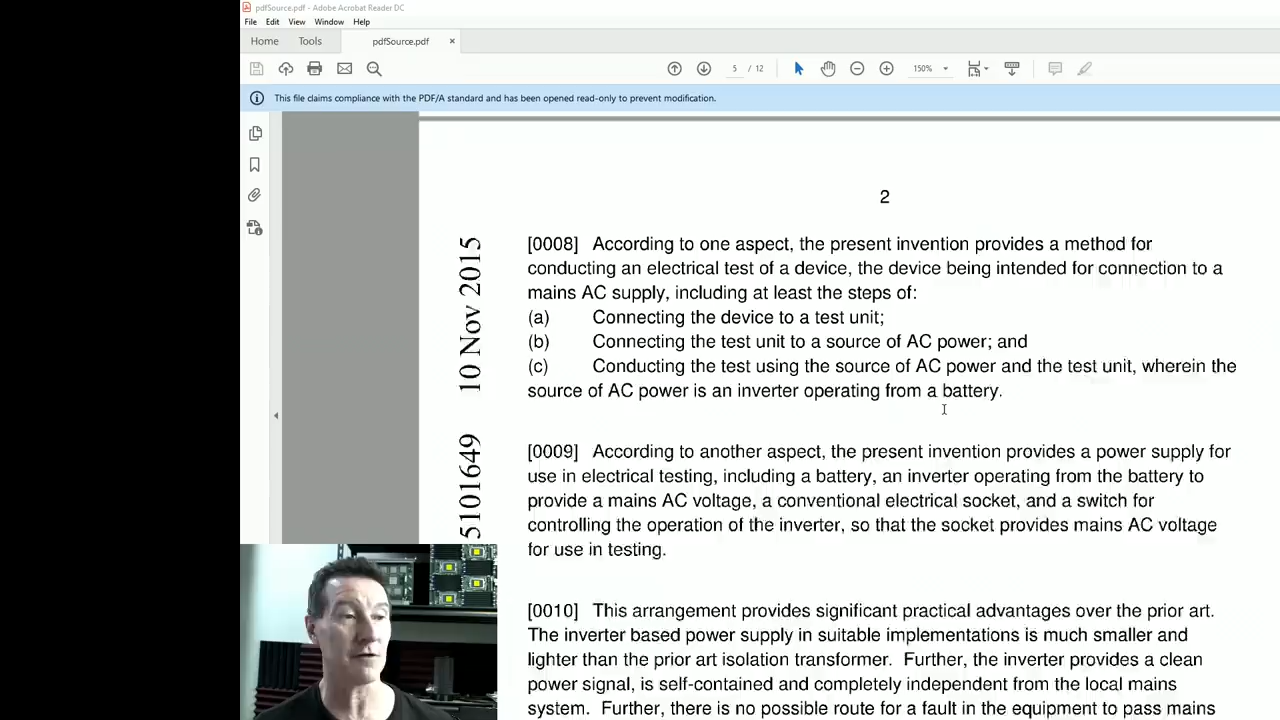 pdfSource.pdf - Adobe Acrobat Reader DC
File Edit View Window Help
Home Tools pdfSource.pdf ×
5 / 12 150%
This file claims compliance with the PDF/A standard and has been opened read-only to prevent modification.
2
[0008] According to one aspect, the present invention provides a method for
conducting an electrical test of a device, the device being intended for connection to a
mains AC supply, including at least the steps of:
(a) Connecting the device to a test unit;
(b) Connecting the test unit to a source of AC power; and
(c) Conducting the test using the source of AC power and the test unit, wherein the
source of AC power is an inverter operating from a battery.
10 Nov 2015
[0009] According to another aspect, the present invention provides a power supply for
use in electrical testing, including a battery, an inverter operating from the battery to
provide a mains AC voltage, a conventional electrical socket, and a switch for
controlling the operation of the inverter, so that the socket provides mains AC voltage
for use in testing.
5101649
[0010] This arrangement provides significant practical advantages over the prior art.
The inverter based power supply in suitable implementations is much smaller and
lighter than the prior art isolation transformer. Further, the inverter provides a clean
power signal, is self-contained and completely independent from the local mains
system. Further, there is no possible route for a fault in the equipment to pass mains